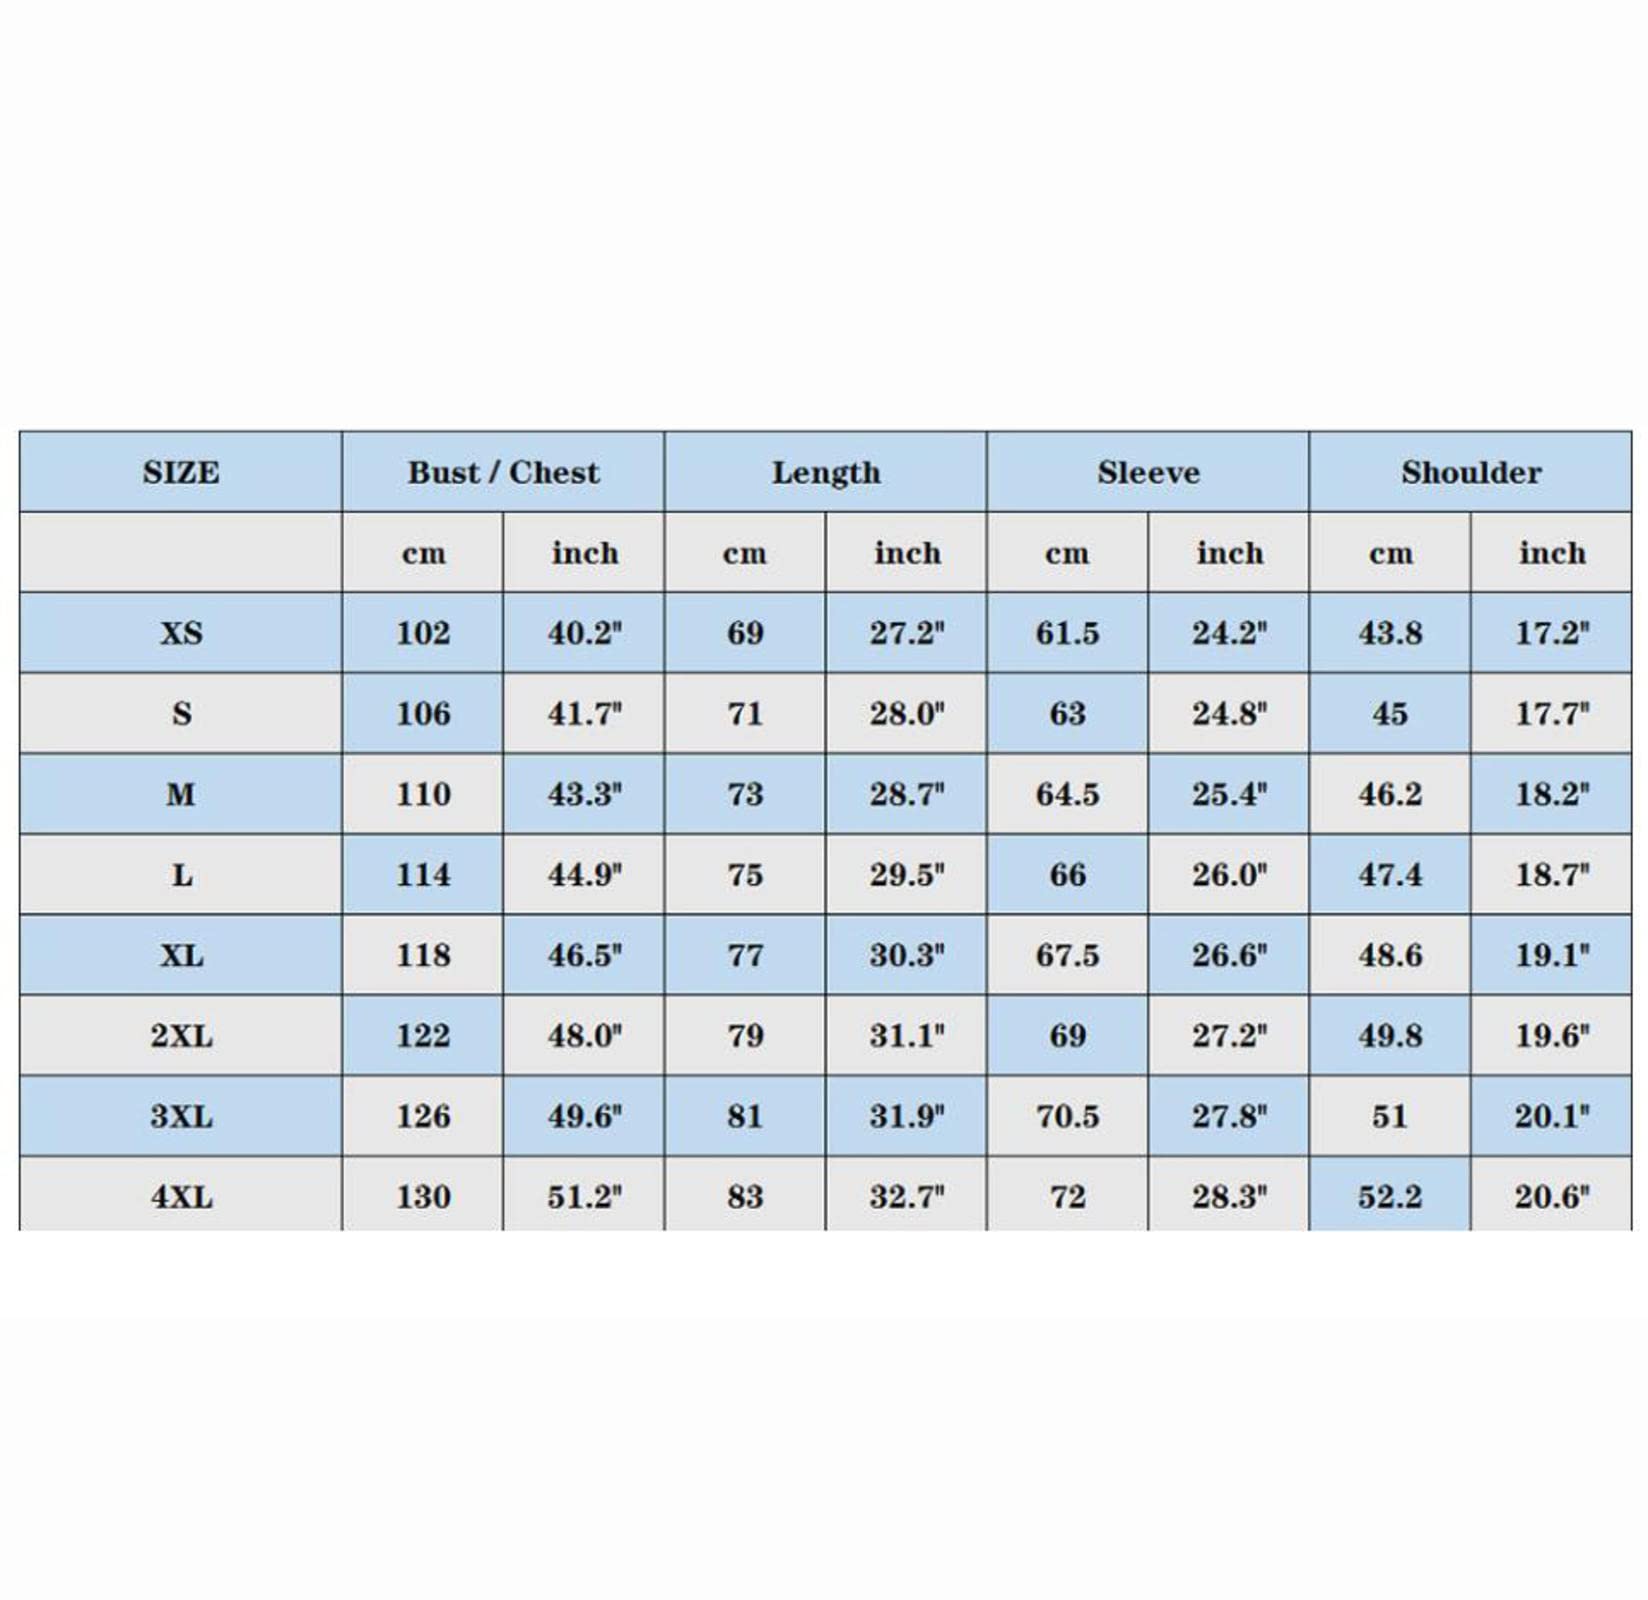 SIZE Bust / Chest Length Sleeve Shoulder
cm inch cm inch cm inch cm inch
XS 102 40.2" 69 27.2" 61.5 24.2" 43.8 17.2"
S 106 41.7" 71 28.0" 63 24.8" 45 17.7"
M 110 43.3" 73 28.7" 64.5 25.4" 46.2 18.2"
L 114 44.9" 75 29.5" 66 26.0" 47.4 18.7"
XL 118 46.5" 77 30.3" 67.5 26.6" 48.6 19.1"
2XL 122 48.0" 79 31.1" 69 27.2" 49.8 19.6"
3XL 126 49.6" 81 31.9" 70.5 27.8" 51 20.1"
4XL 130 51.2" 83 32.7" 72 28.3" 52.2 20.6"